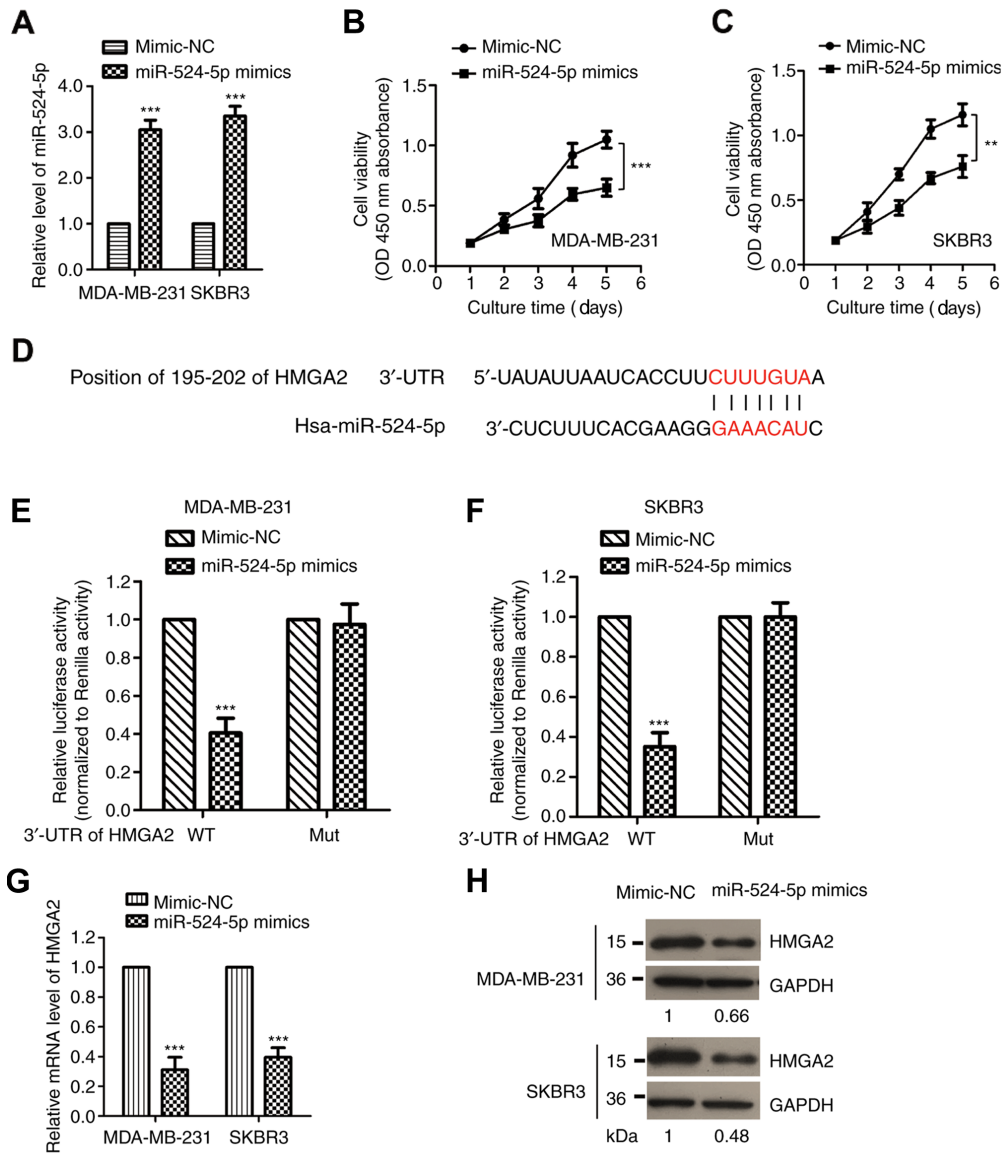 A
Mimic-NC
miR-524-5p mimics
Relative level of miR-524-5p
4.0
3.0
2.0
1.0
0.0
***
***
MDA-MB-231 SKBR3
B
Mimic-NC
miR-524-5p mimics
Cell viability
(OD 450 nm absorbance)
1.5
1.0
0.5
0.0
***
MDA-MB-231
0 1 2 3 4 5 6
Culture time (days)
C
Mimic-NC
miR-524-5p mimics
Cell viability
(OD 450 nm absorbance)
1.5
1.0
0.5
0.0
**
SKBR3
0 1 2 3 4 5 6
Culture time (days)
D
Position of 195-202 of HMGA2 3′-UTR 5′-UAUAUUAAUCACCUUCUUUGUAA
Hsa-miR-524-5p 3′-CUCUUUCACGAAGGGAAACAUC
E
MDA-MB-231
Mimic-NC
miR-524-5p mimics
Relative luciferase activity
(normalized to Renilla activity)
1.2
1.0
0.8
0.6
0.4
0.2
0.0
***
3′-UTR of HMGA2 WT Mut
F
SKBR3
Mimic-NC
miR-524-5p mimics
Relative luciferase activity
(normalized to Renilla activity)
1.2
1.0
0.8
0.6
0.4
0.2
0.0
***
3′-UTR of HMGA2 WT Mut
G
Mimic-NC
miR-524-5p mimics
Relative mRNA level of HMGA2
1.2
1.0
0.8
0.6
0.4
0.2
0.0
***
***
MDA-MB-231 SKBR3
H
Mimic-NC miR-524-5p mimics
MDA-MB-231
15 HMGA2
36 GAPDH
1 0.66
SKBR3
15 HMGA2
36 GAPDH
kDa 1 0.48